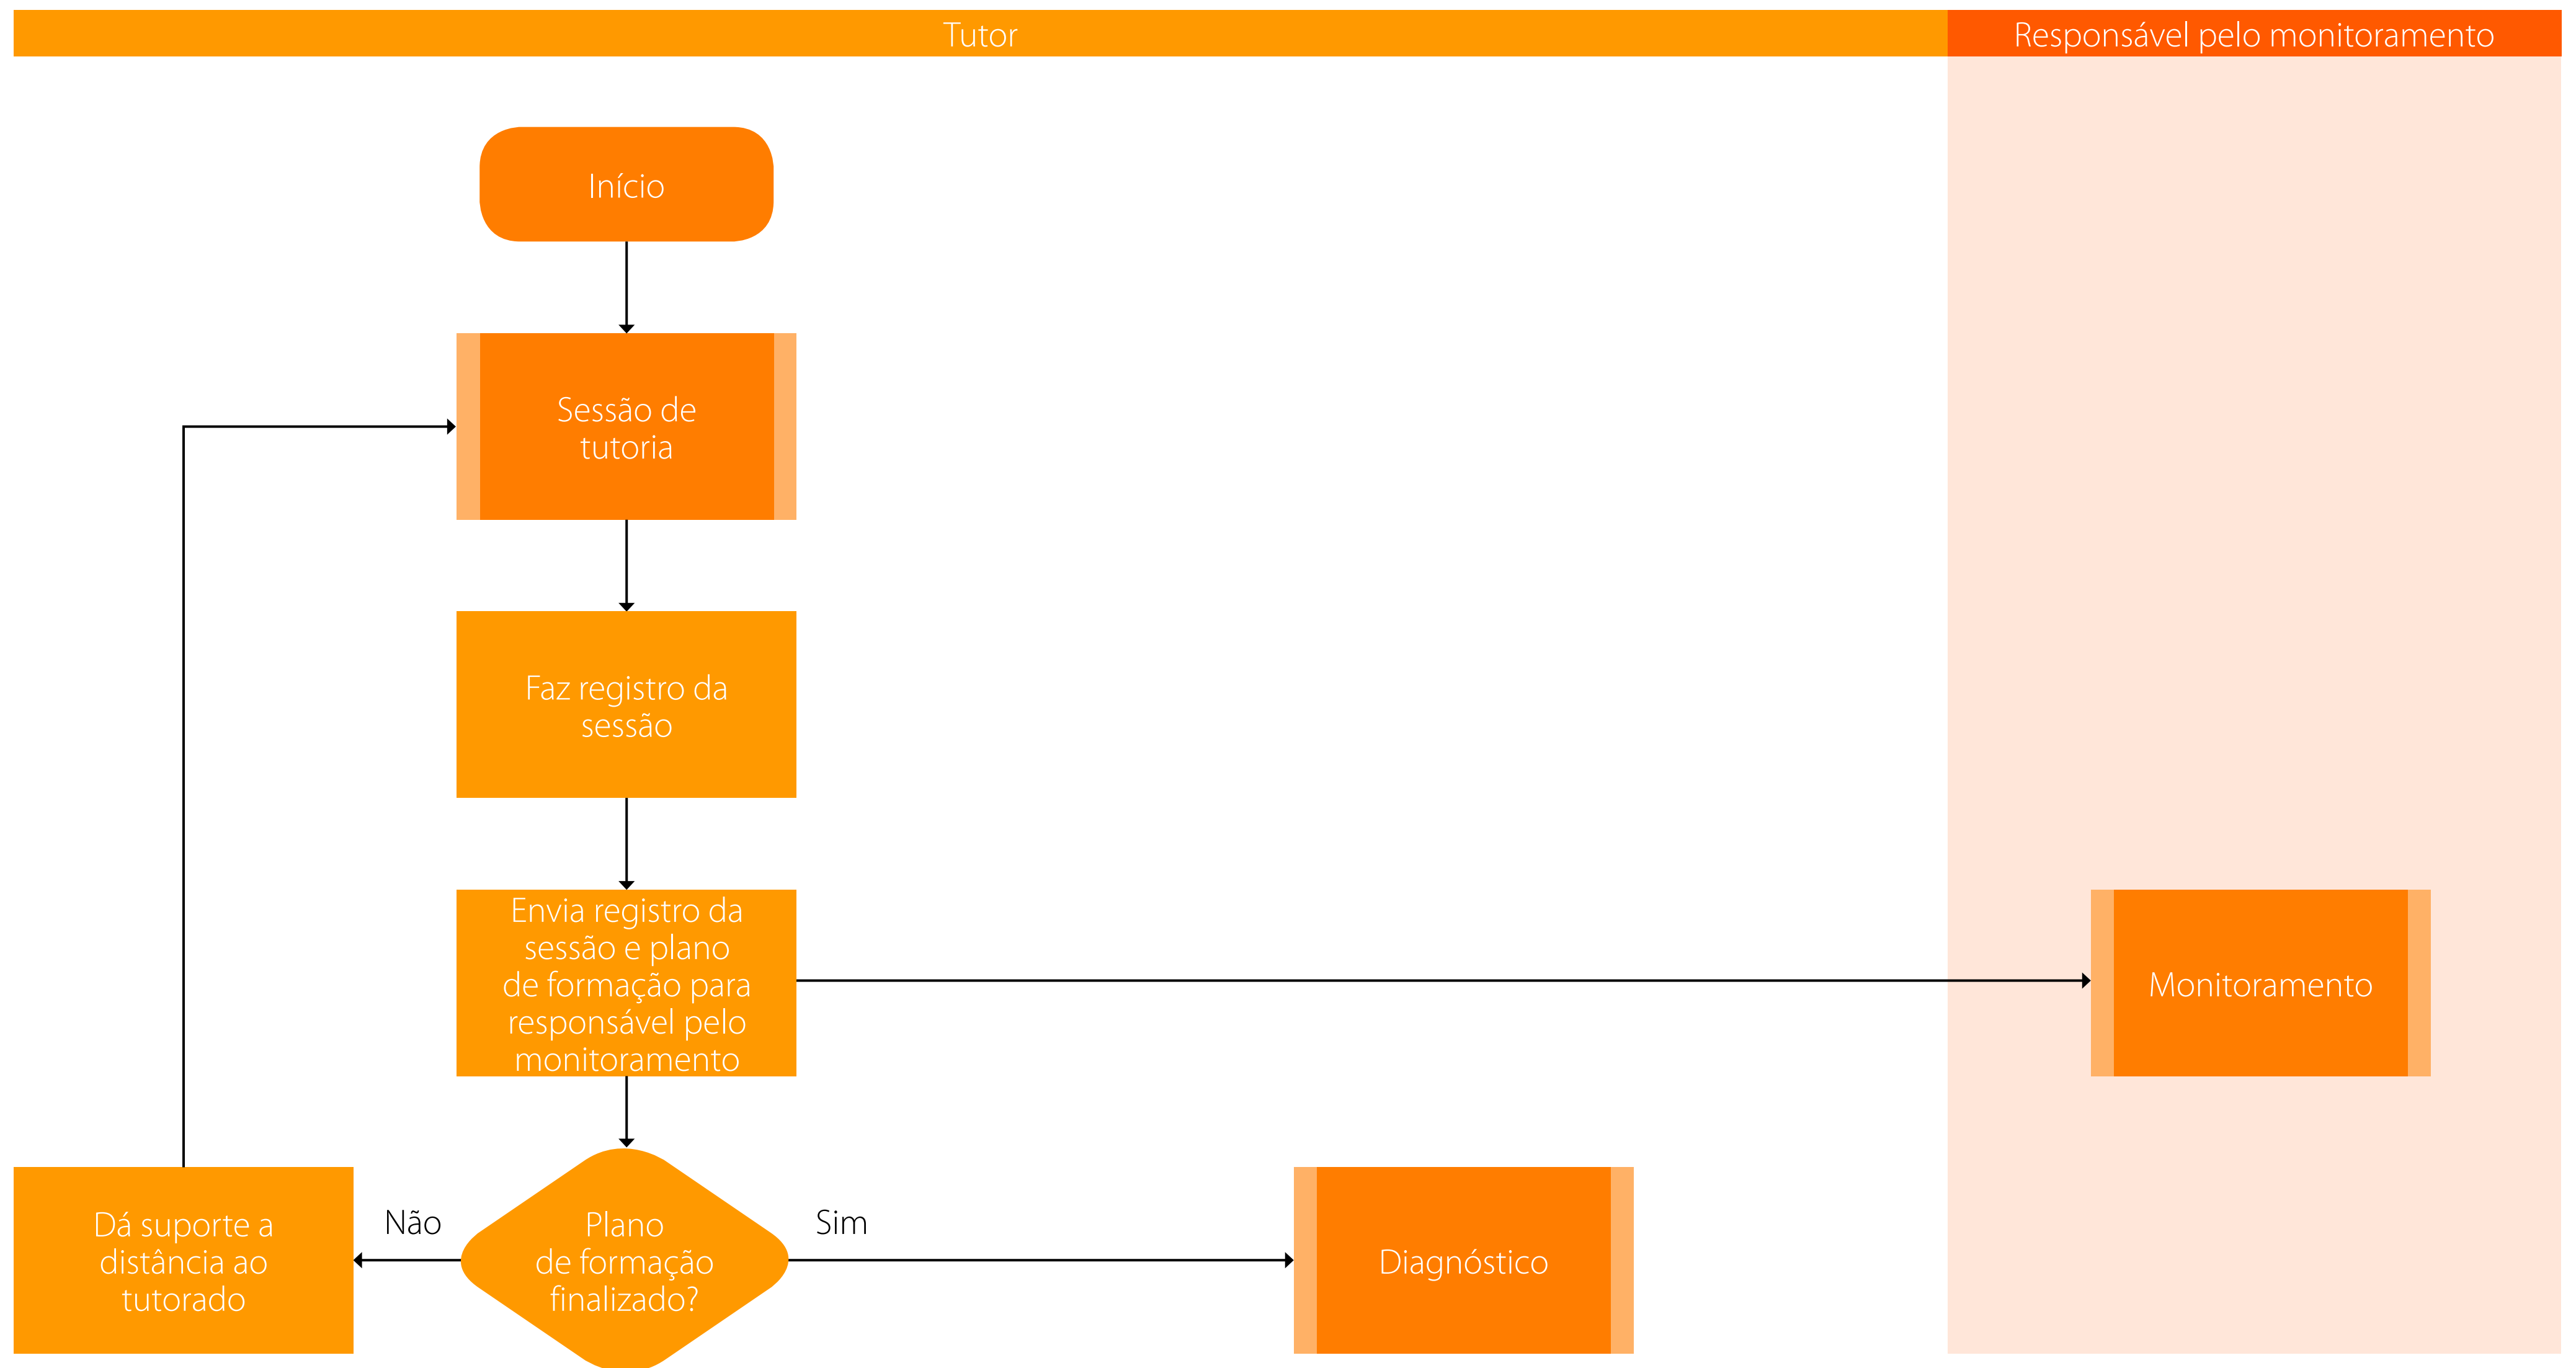 Tutor
Responsável pelo monitoramento
Início
Sessão de
tutoria
Faz registro da
sessão
Envia registro da
sessão e plano
de formação para
responsável pelo
monitoramento
Monitoramento
Dá suporte a
distância ao
tutorado
Não
Plano
de formação
finalizado?
Sim
Diagnóstico